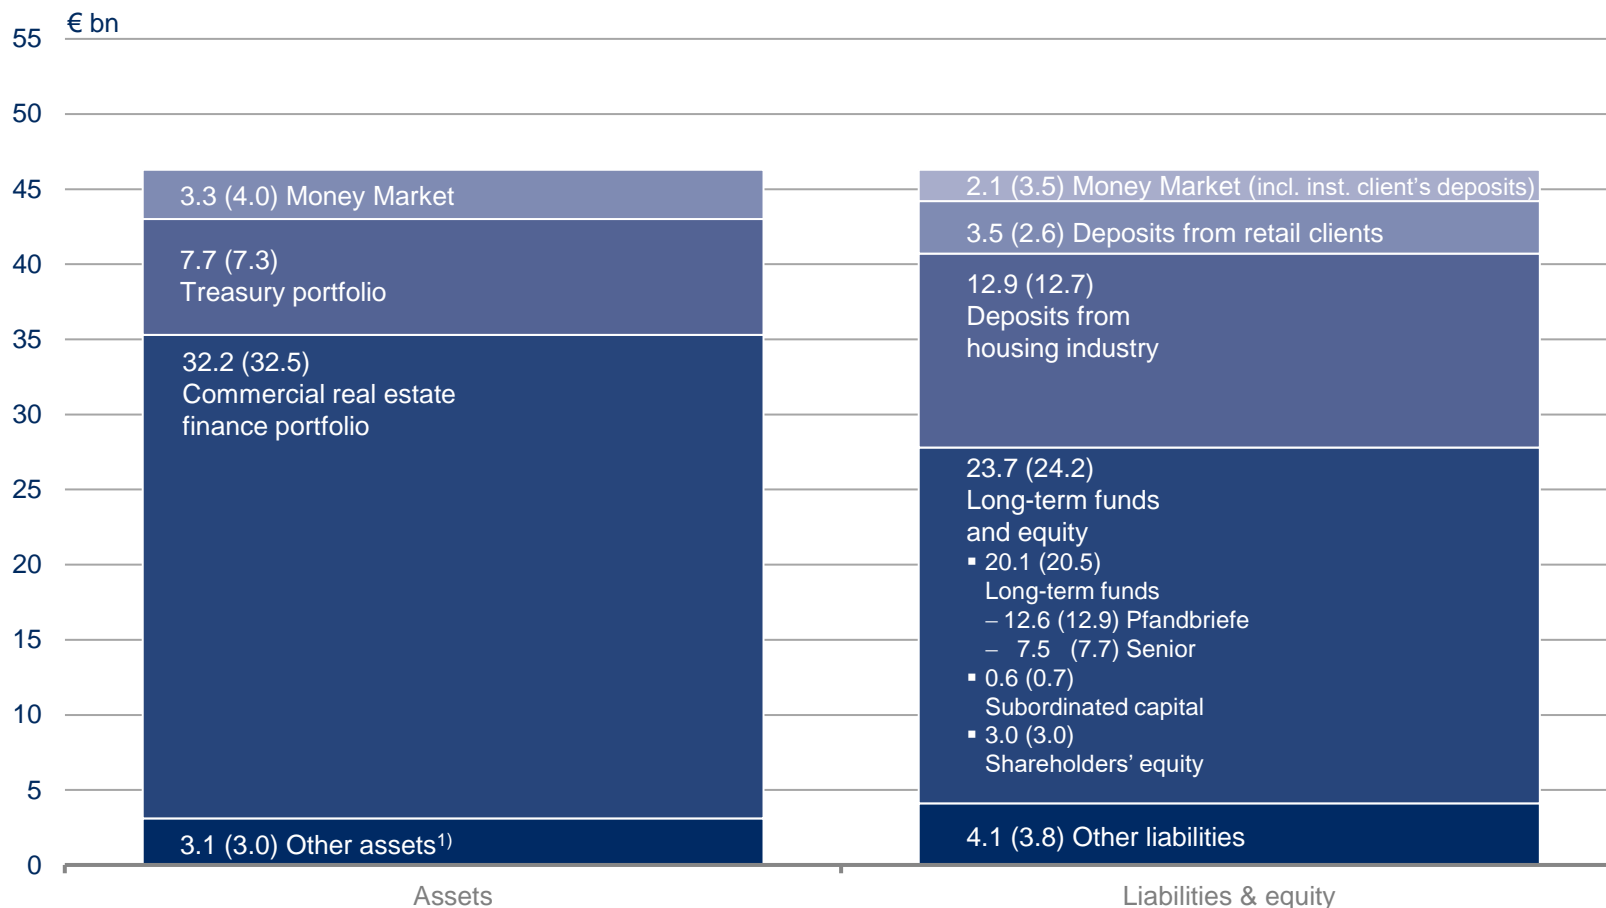 € bn
55
50
45
40
35
30
25
20
15
10
5
0
3.3 (4.0) Money Market
7.7 (7.3)
Treasury portfolio
32.2 (32.5)
Commercial real estate
finance portfolio
3.1 (3.0) Other assets¹⁾
2.1 (3.5) Money Market (incl. inst. client’s deposits)
3.5 (2.6) Deposits from retail clients
12.9 (12.7)
Deposits from
housing industry
23.7 (24.2)
Long-term funds
and equity
▪ 20.1 (20.5)
Long-term funds
– 12.6 (12.9) Pfandbriefe
– 7.5 (7.7) Senior
▪ 0.6 (0.7)
Subordinated capital
▪ 3.0 (3.0)
Shareholders’ equity
4.1 (3.8) Other liabilities
Assets
Liabilities & equity